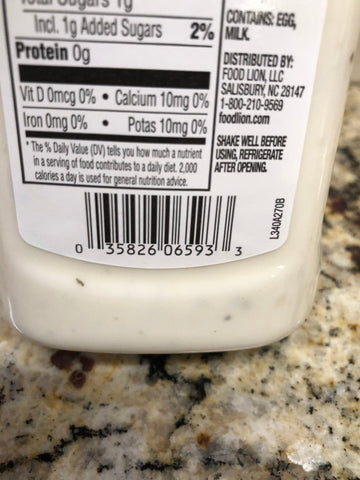 Total Sugars 1g
Incl. 1g Added Sugars 2%
Protein 0g
Vit D 0mcg 0% • Calcium 10mg 0%
Iron 0mg 0% • Potas 10mg 0%
*The % Daily Value (DV) tells you how much a nutrient
in a serving of food contributes to a daily diet. 2,000
calories a day is used for general nutrition advice.
CONTAINS: EGG,
MILK.
DISTRIBUTED BY:
FOOD LION, LLC
SALISBURY, NC 28147
1-800-210-9569
foodlion.com
SHAKE WELL BEFORE
USING, REFRIGERATE
AFTER OPENING.
L340A270B
0 35826 06593 3